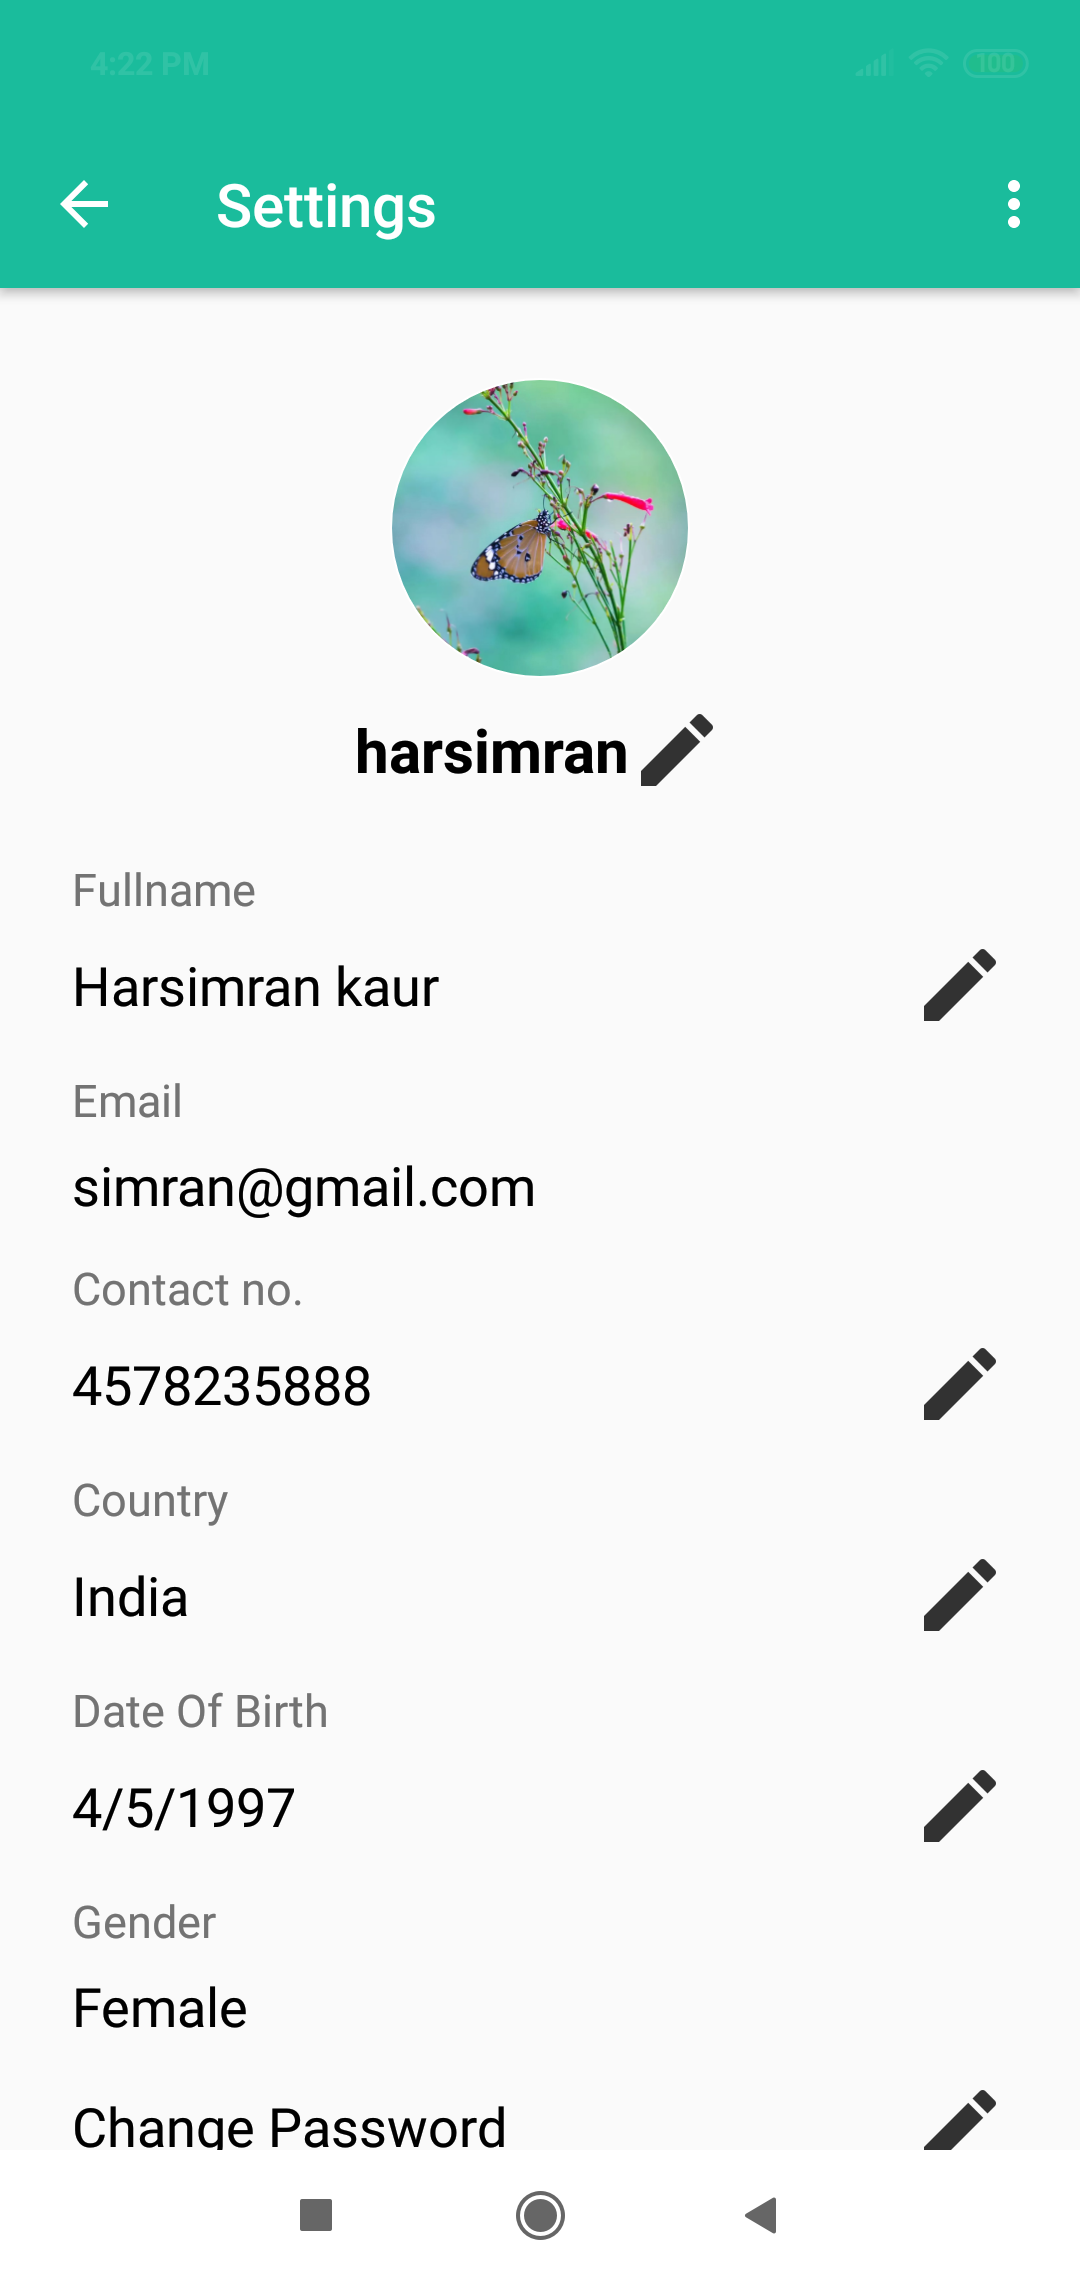 4:22 PM
100
Settings
harsimran
Fullname
Harsimran kaur
Email
simran@gmail.com
Contact no.
4578235888
Country
India
Date Of Birth
4/5/1997
Gender
Female
Change Password